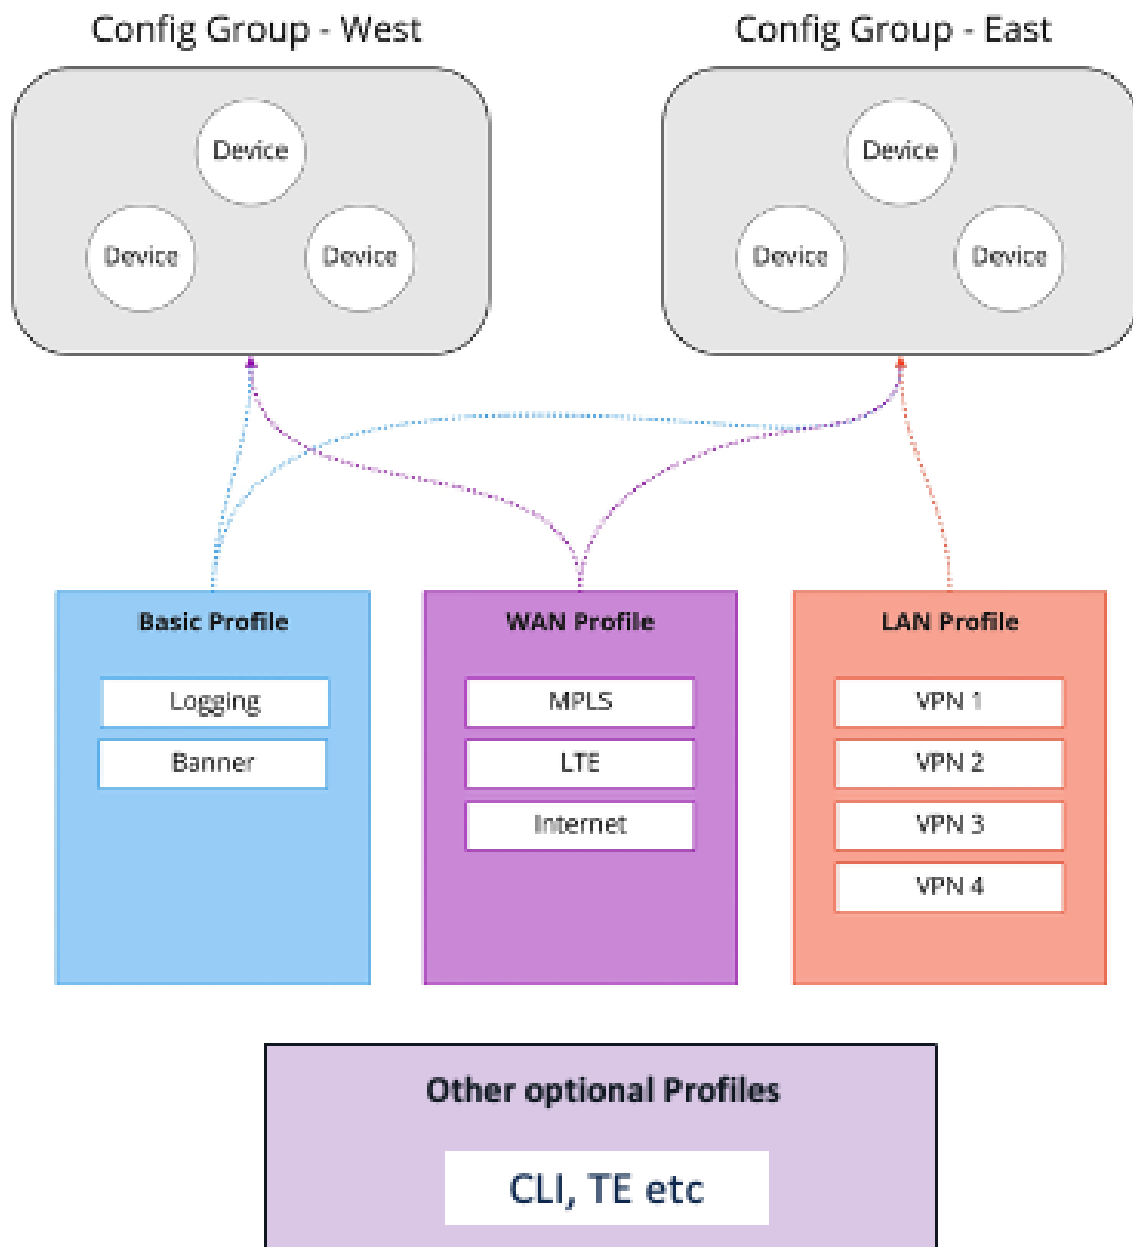 Config Group - West
Config Group - East
Device
Device
Device
Device
Device
Device
Basic Profile
Logging
Banner
WAN Profile
MPLS
LTE
Internet
LAN Profile
VPN 1
VPN 2
VPN 3
VPN 4
Other optional Profiles
CLI, TE etc